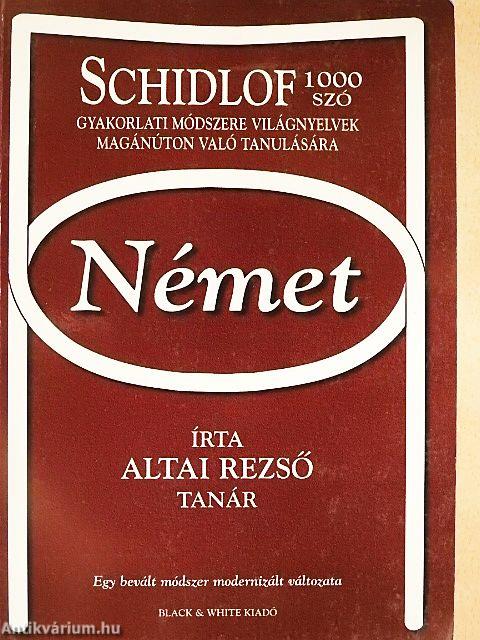 SCHIDLOF 1000 SZÓ
GYAKORLATI MÓDSZERE VILÁGNYELVEK
MAGÁNÚTON VALÓ TANULÁSÁRA
Német
ÍRTA
ALTAI REZSŐ
TANÁR
Egy bevált módszer modernizált változata
BLACK & WHITE KIADÓ
Antikvárium.hu